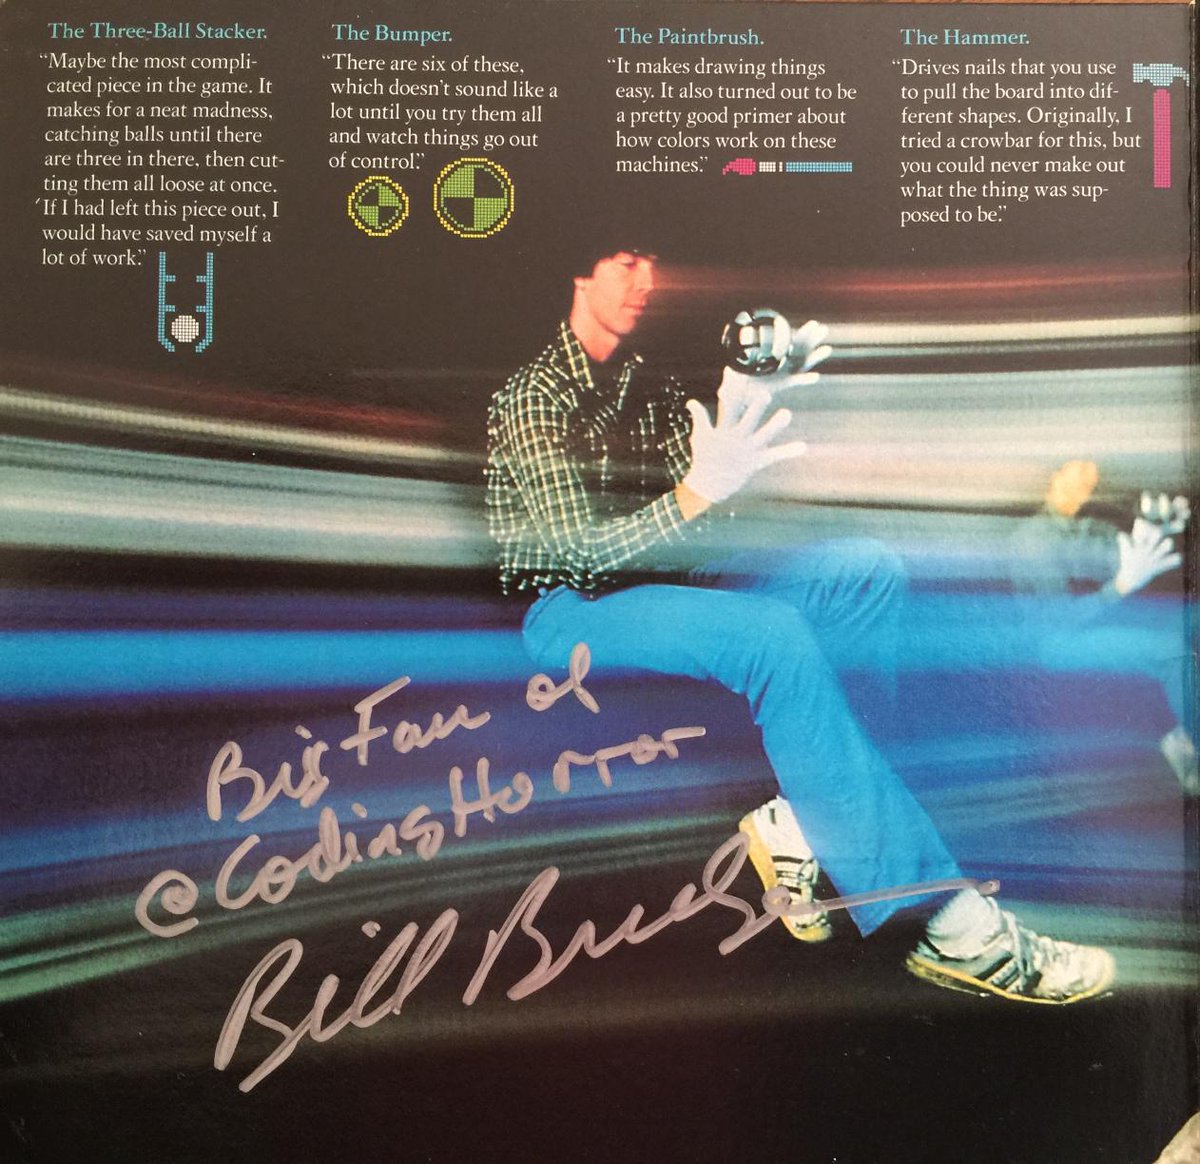 The Three-Ball Stacker.
“Maybe the most compli-
cated piece in the game. It
makes for a neat madness,
catching balls until there
are three in there, then cut-
ting them all loose at once.
‘If I had left this piece out, I
would have saved myself a
lot of work.”
The Bumper.
“There are six of these,
which doesn't sound like a
lot until you try them all
and watch things go out
of control.”
The Paintbrush.
“It makes drawing things
easy. It also turned out to be
a pretty good primer about
how colors work on these
machines.”
The Hammer.
“Drives nails that you use
to pull the board into dif-
ferent shapes. Originally, I
tried a crowbar for this, but
you could never make out
what the thing was sup-
posed to be.”
Big Fan of
@CodingHorror
Bill Budge